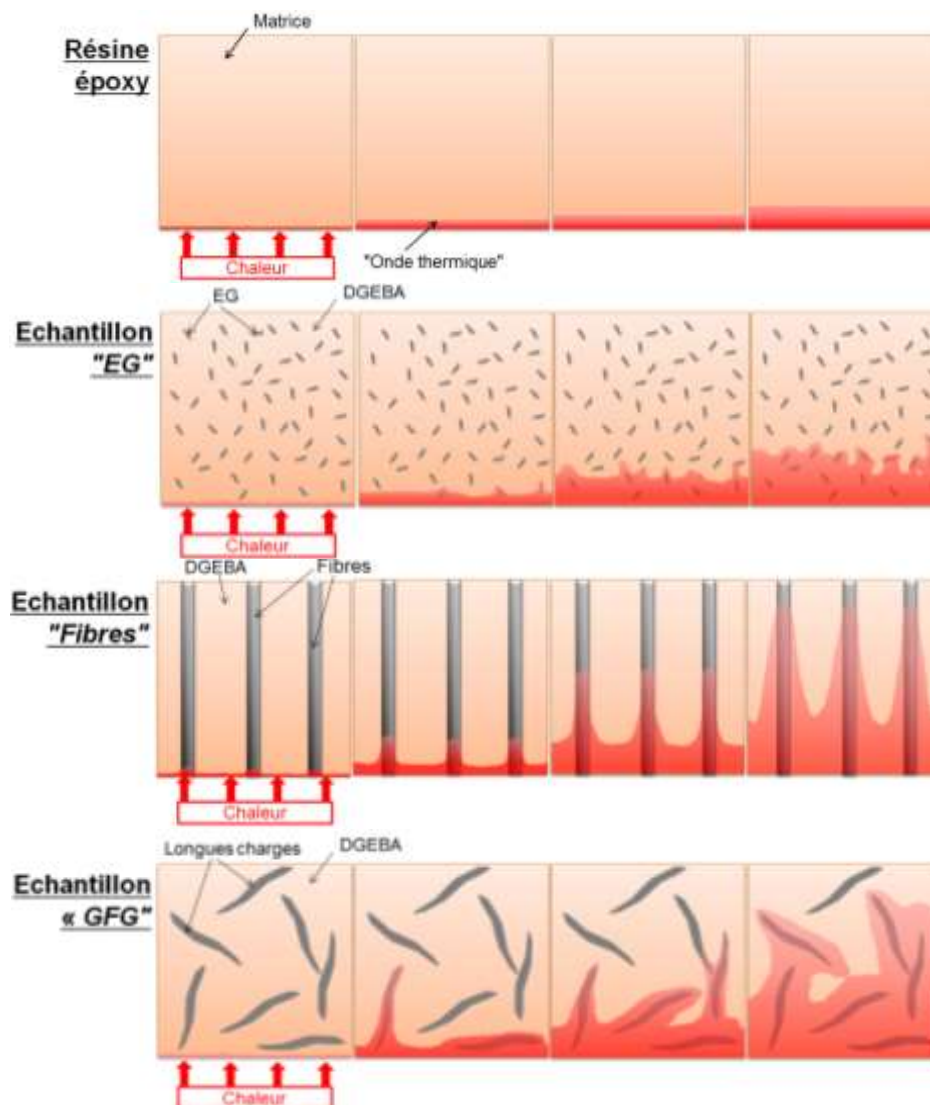 Matrice
Résine
époxy
"Onde thermique"
Chaleur
EG
DGEBA
Echantillon
"EG"
Chaleur
DGEBA
Fibres
Echantillon
"Fibres"
Chaleur
Longues charges
DGEBA
Echantillon
« GFG"
Chaleur